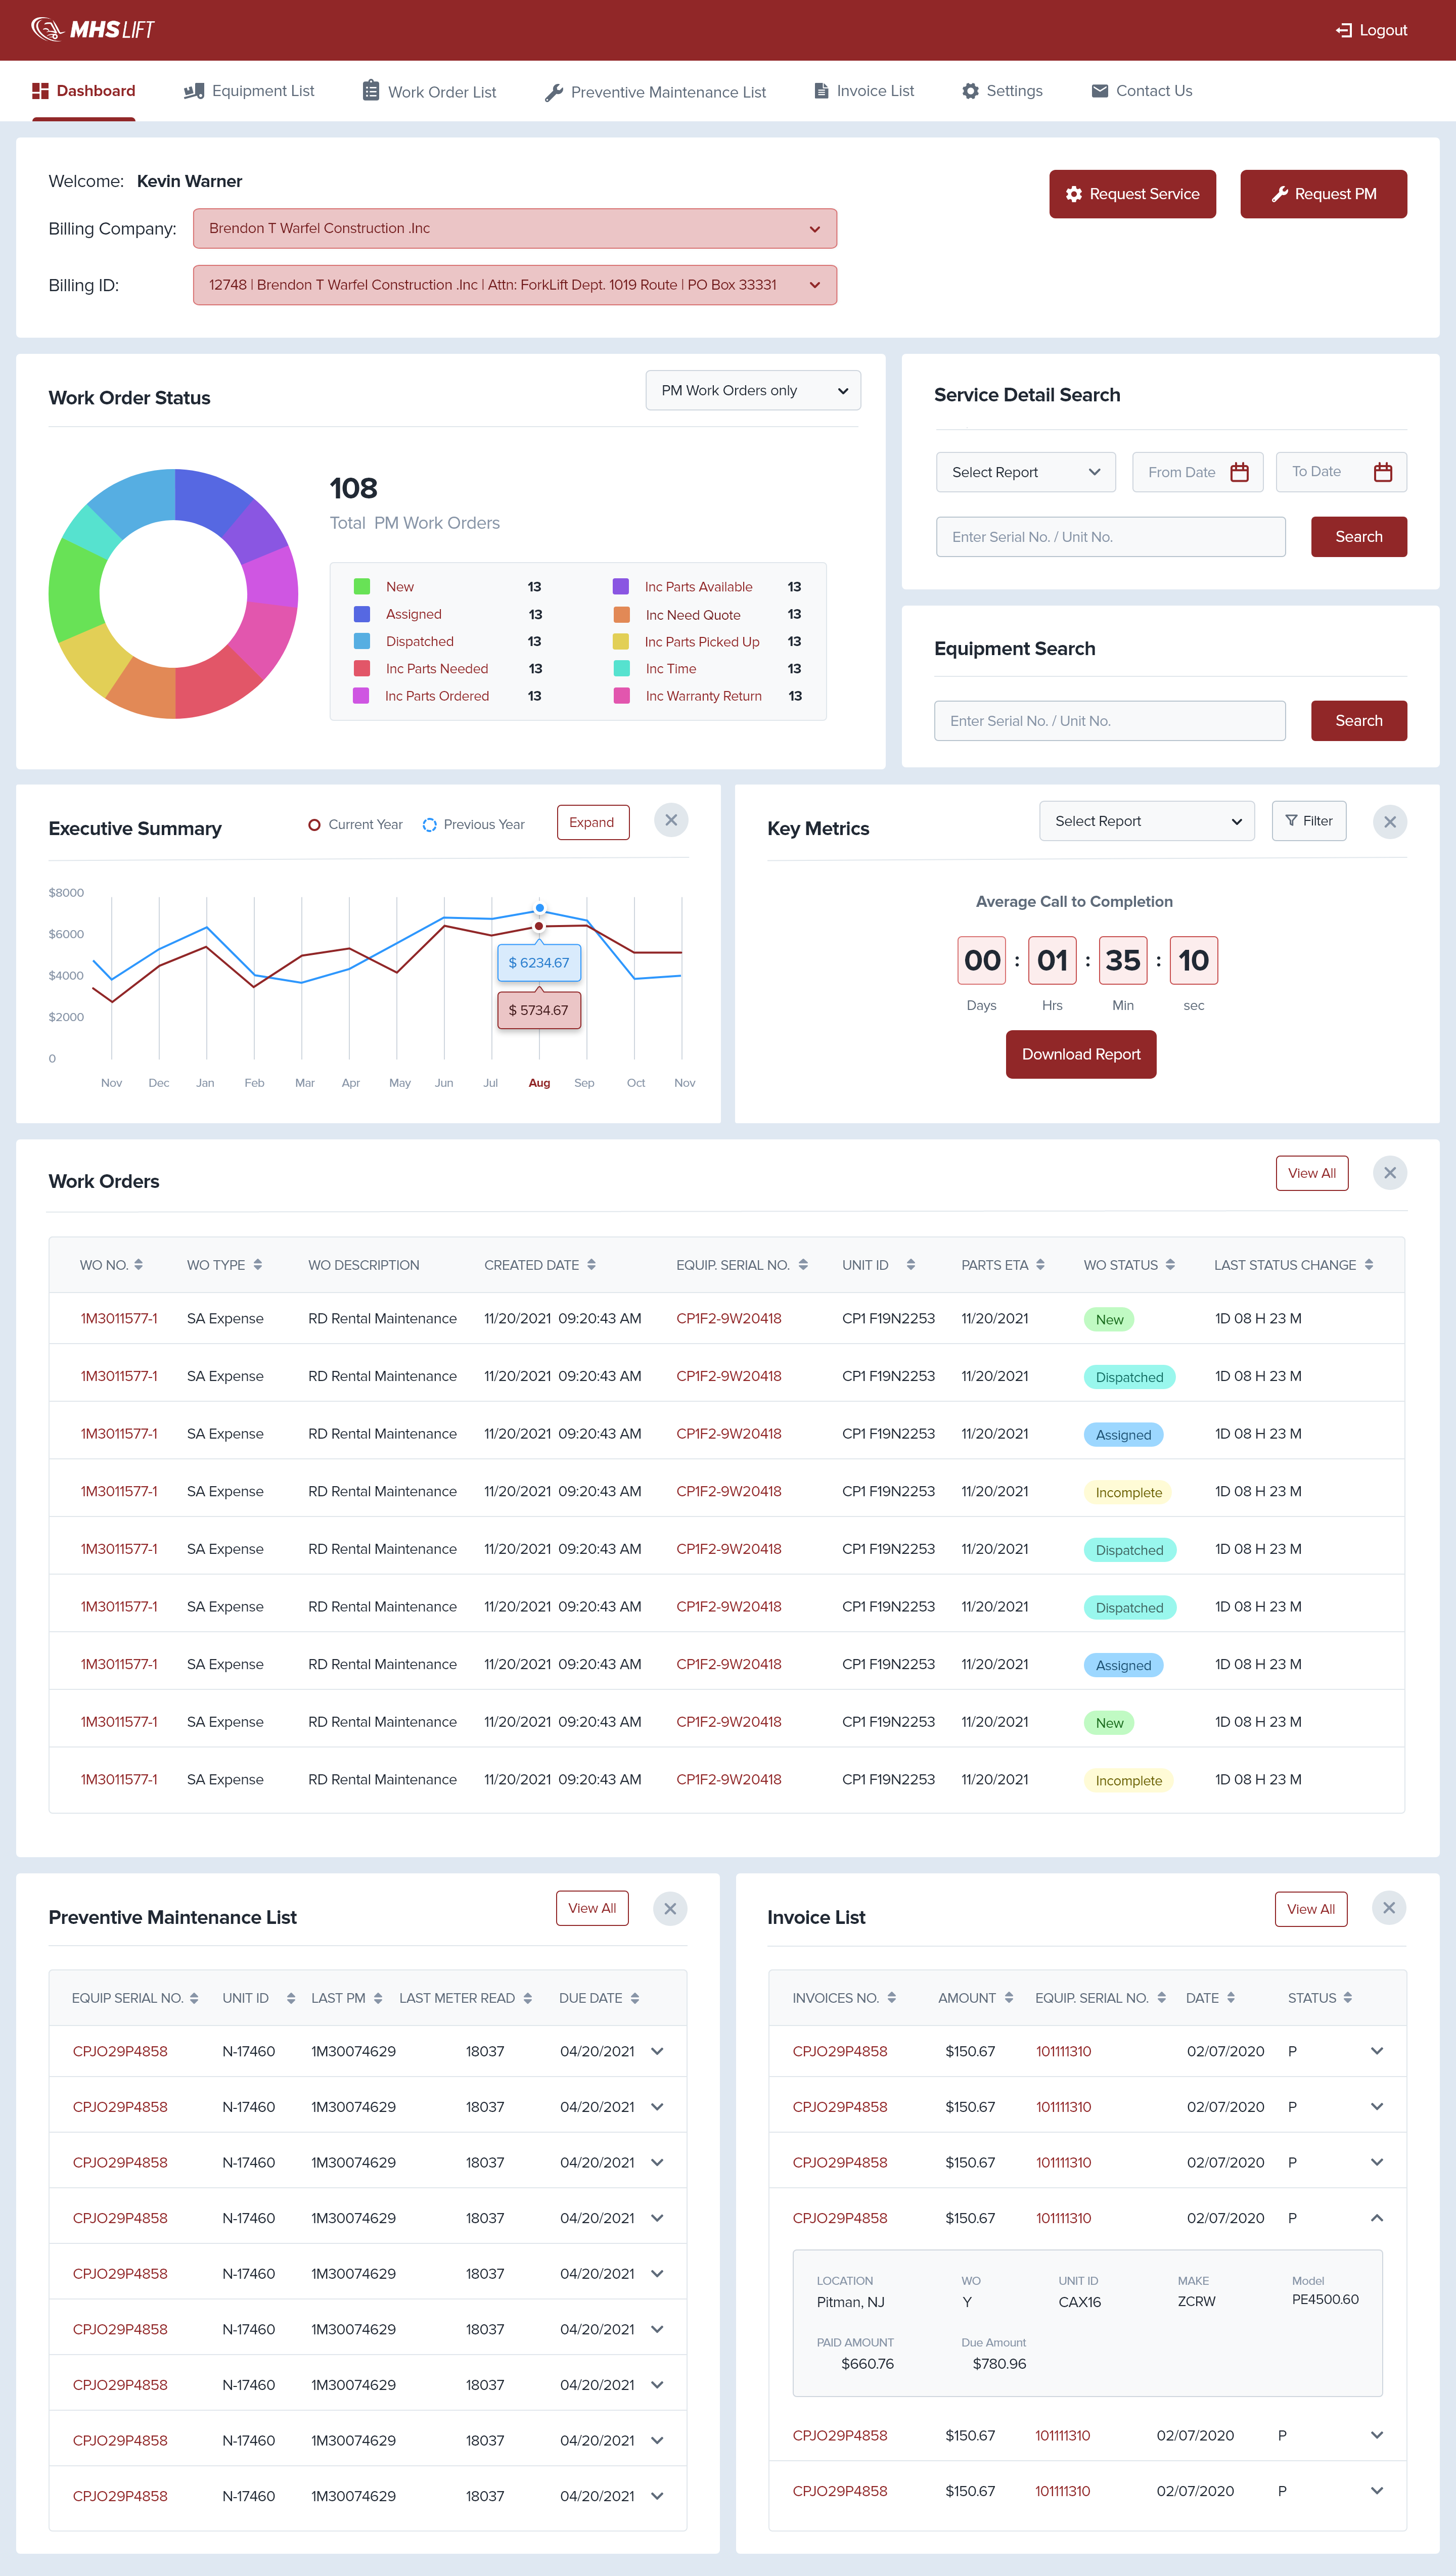 MHS LIFT
Logout
Dashboard Equipment List Work Order List Preventive Maintenance List Invoice List Settings Contact Us
Welcome: Kevin Warner
Request Service Request PM
Billing Company: Brendon T Warfel Construction .Inc
Billing ID: 12748 | Brendon T Warfel Construction .Inc | Attn: ForkLift Dept. 1019 Route | PO Box 33331
Work Order Status
PM Work Orders only
108
Total PM Work Orders
New 13 Inc Parts Available 13
Assigned 13 Inc Need Quote 13
Dispatched 13 Inc Parts Picked Up 13
Inc Parts Needed 13 Inc Time 13
Inc Parts Ordered 13 Inc Warranty Return 13
Service Detail Search
Select Report From Date To Date
Enter Serial No. / Unit No. Search
Equipment Search
Enter Serial No. / Unit No. Search
Executive Summary Current Year Previous Year Expand
$8000
$6000
$4000
$2000
0
$ 6234.67
$ 5734.67
Nov Dec Jan Feb Mar Apr May Jun Jul Aug Sep Oct Nov
Key Metrics Select Report Filter
Average Call to Completion
00 : 01 : 35 : 10
Days Hrs Min sec
Download Report
Work Orders View All
WO NO. WO TYPE WO DESCRIPTION CREATED DATE EQUIP. SERIAL NO. UNIT ID PARTS ETA WO STATUS LAST STATUS CHANGE
1M3011577-1 SA Expense RD Rental Maintenance 11/20/2021 09:20:43 AM CP1F2-9W20418 CP1 F19N2253 11/20/2021 New 1D 08 H 23 M
1M3011577-1 SA Expense RD Rental Maintenance 11/20/2021 09:20:43 AM CP1F2-9W20418 CP1 F19N2253 11/20/2021 Dispatched 1D 08 H 23 M
1M3011577-1 SA Expense RD Rental Maintenance 11/20/2021 09:20:43 AM CP1F2-9W20418 CP1 F19N2253 11/20/2021 Assigned 1D 08 H 23 M
1M3011577-1 SA Expense RD Rental Maintenance 11/20/2021 09:20:43 AM CP1F2-9W20418 CP1 F19N2253 11/20/2021 Incomplete 1D 08 H 23 M
1M3011577-1 SA Expense RD Rental Maintenance 11/20/2021 09:20:43 AM CP1F2-9W20418 CP1 F19N2253 11/20/2021 Dispatched 1D 08 H 23 M
1M3011577-1 SA Expense RD Rental Maintenance 11/20/2021 09:20:43 AM CP1F2-9W20418 CP1 F19N2253 11/20/2021 Dispatched 1D 08 H 23 M
1M3011577-1 SA Expense RD Rental Maintenance 11/20/2021 09:20:43 AM CP1F2-9W20418 CP1 F19N2253 11/20/2021 Assigned 1D 08 H 23 M
1M3011577-1 SA Expense RD Rental Maintenance 11/20/2021 09:20:43 AM CP1F2-9W20418 CP1 F19N2253 11/20/2021 New 1D 08 H 23 M
1M3011577-1 SA Expense RD Rental Maintenance 11/20/2021 09:20:43 AM CP1F2-9W20418 CP1 F19N2253 11/20/2021 Incomplete 1D 08 H 23 M
Preventive Maintenance List View All
EQUIP SERIAL NO. UNIT ID LAST PM LAST METER READ DUE DATE
CPJO29P4858 N-17460 1M30074629 18037 04/20/2021
CPJO29P4858 N-17460 1M30074629 18037 04/20/2021
CPJO29P4858 N-17460 1M30074629 18037 04/20/2021
CPJO29P4858 N-17460 1M30074629 18037 04/20/2021
CPJO29P4858 N-17460 1M30074629 18037 04/20/2021
CPJO29P4858 N-17460 1M30074629 18037 04/20/2021
CPJO29P4858 N-17460 1M30074629 18037 04/20/2021
CPJO29P4858 N-17460 1M30074629 18037 04/20/2021
CPJO29P4858 N-17460 1M30074629 18037 04/20/2021
Invoice List View All
INVOICES NO. AMOUNT EQUIP. SERIAL NO. DATE STATUS
CPJO29P4858 $150.67 101111310 02/07/2020 P
CPJO29P4858 $150.67 101111310 02/07/2020 P
CPJO29P4858 $150.67 101111310 02/07/2020 P
CPJO29P4858 $150.67 101111310 02/07/2020 P
LOCATION WO UNIT ID MAKE Model
Pitman, NJ Y CAX16 ZCRW PE4500.60
PAID AMOUNT Due Amount
$660.76 $780.96
CPJO29P4858 $150.67 101111310 02/07/2020 P
CPJO29P4858 $150.67 101111310 02/07/2020 P